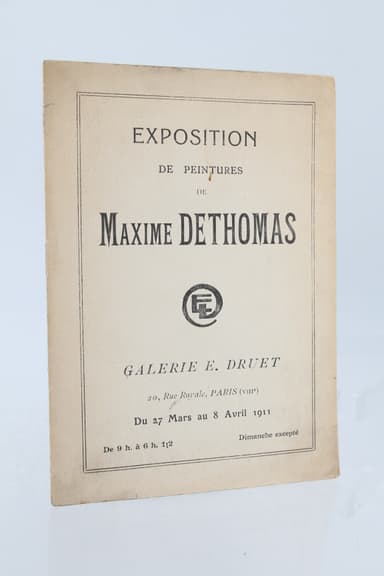 EXPOSITION
DE PEINTURES
DE
MAXIME DETHOMAS
GALERIE E. DRUET
20, Rue Royale, PARIS (VIIIe)
Du 27 Mars au 8 Avril 1911
De 9 h. à 6 h. 1/2
Dimanche excepté